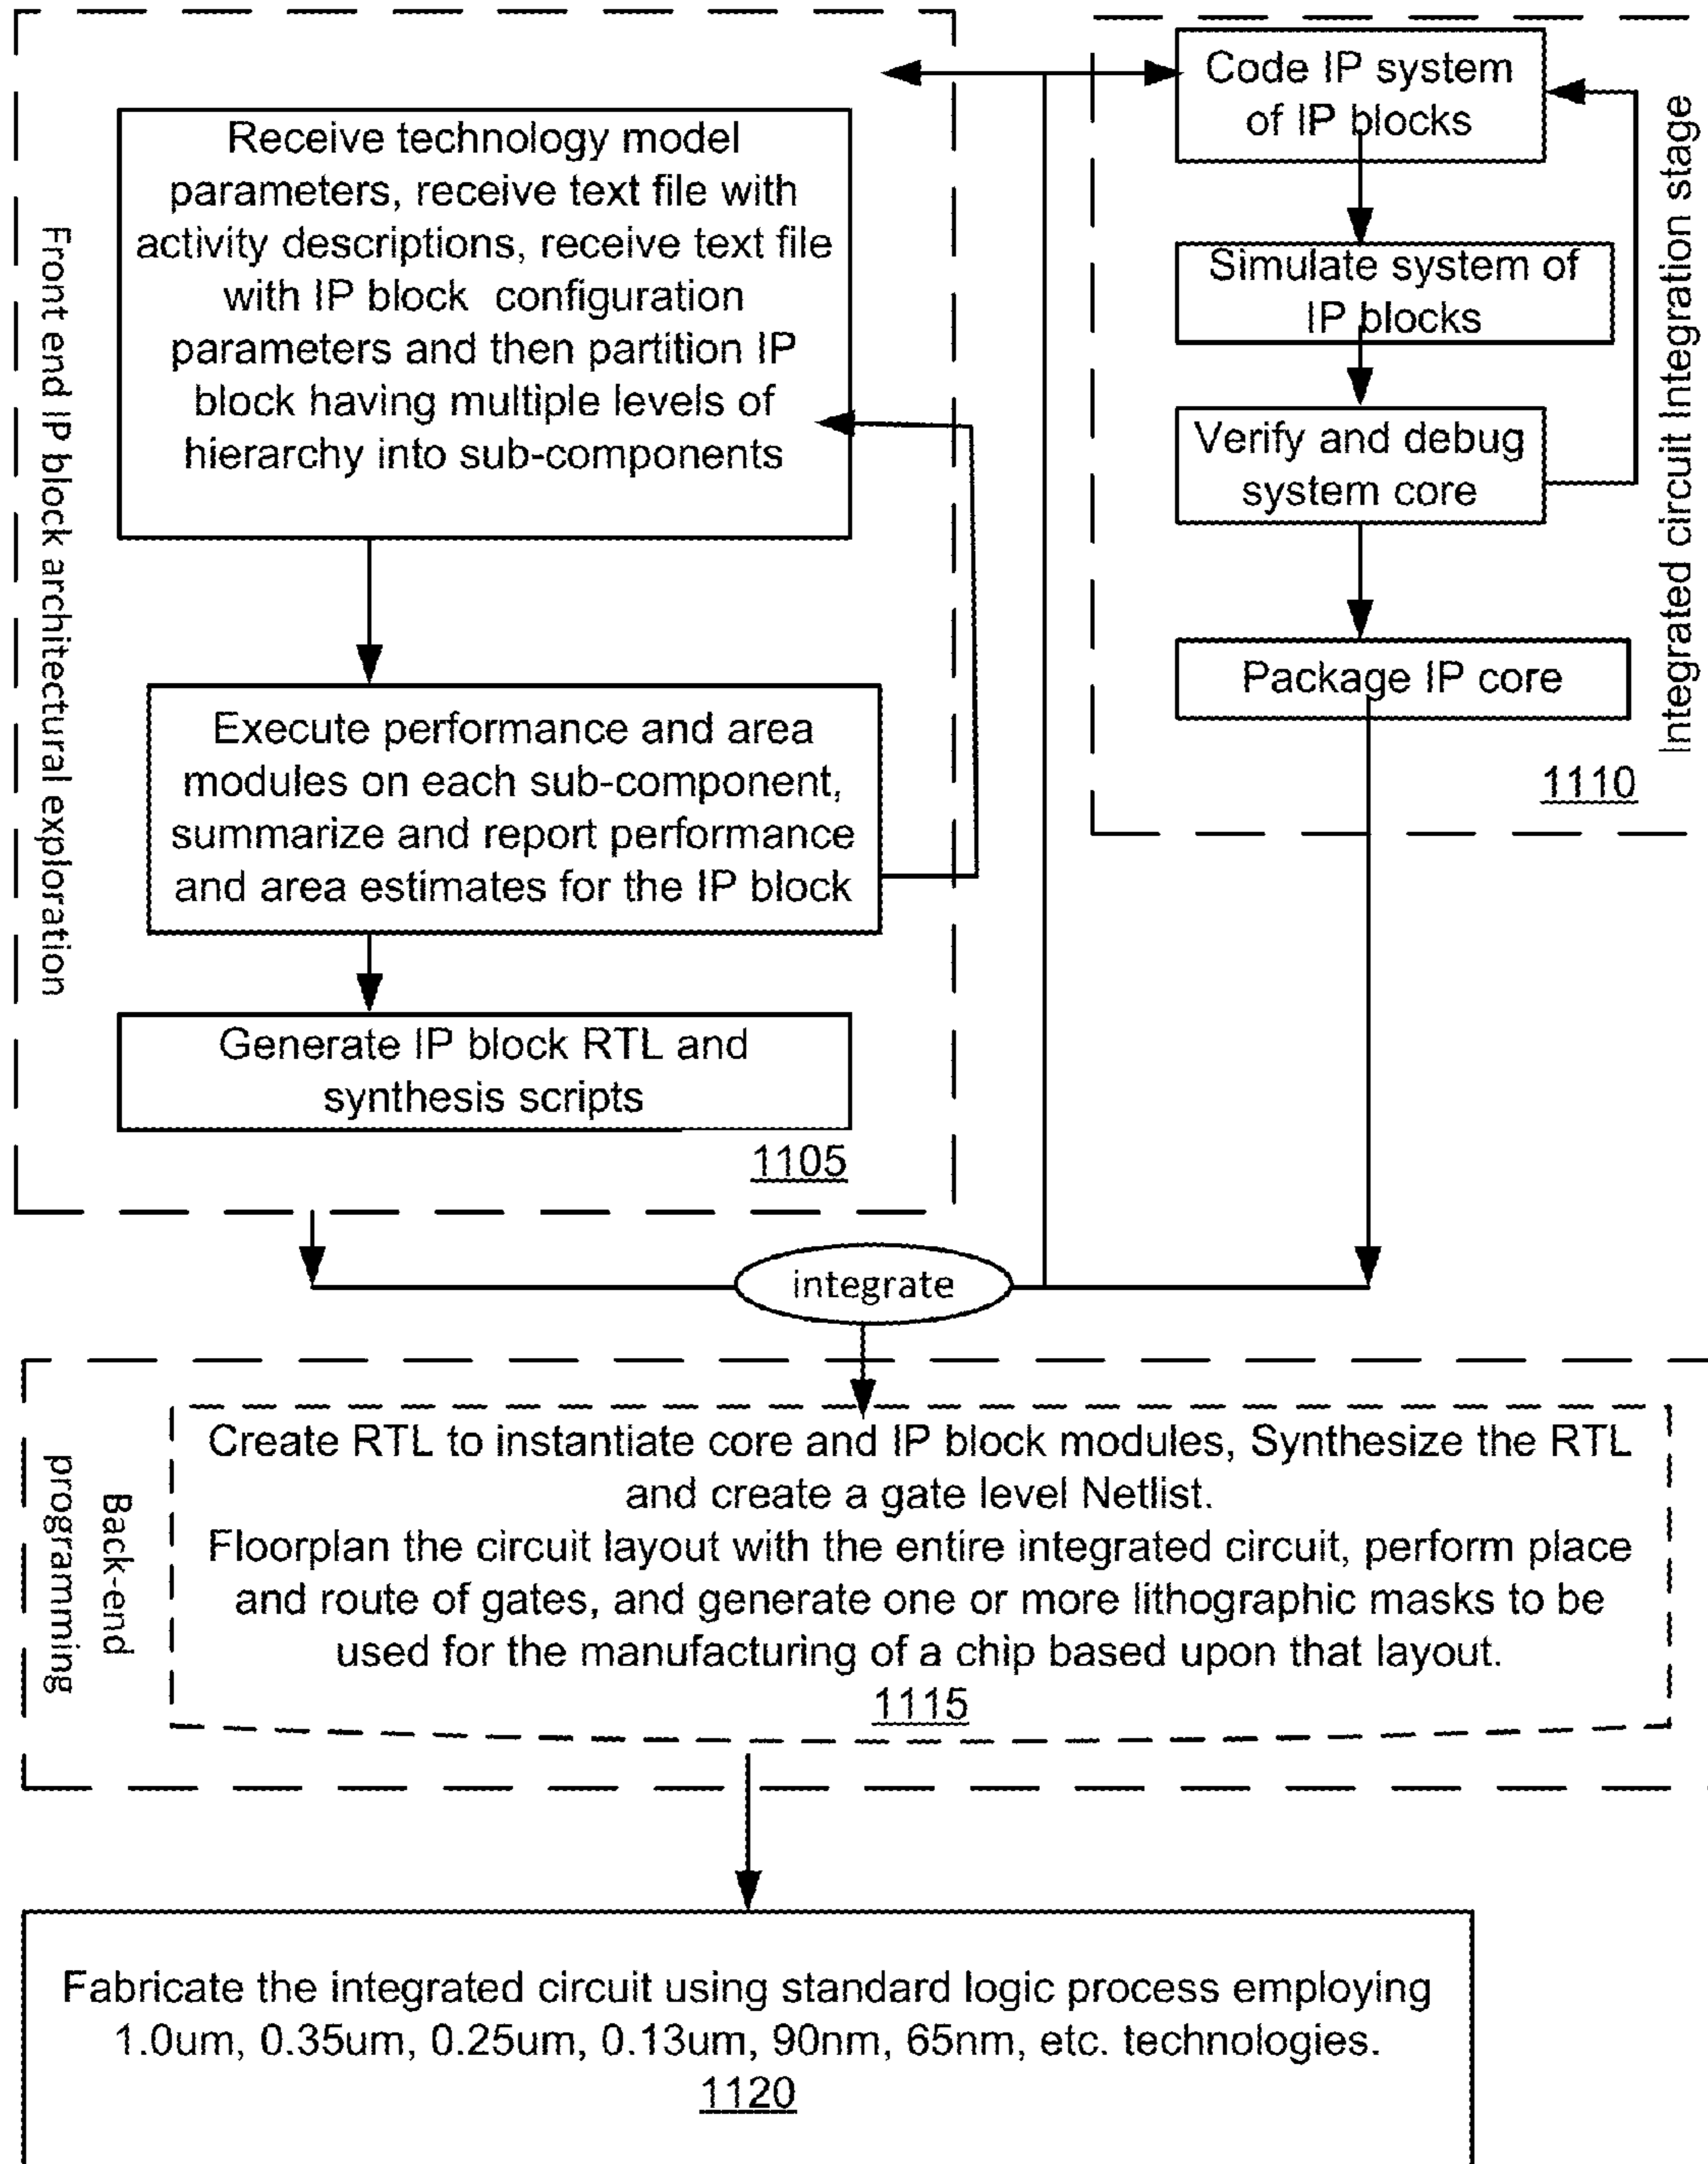 Front end IP block architectural exploration
Receive technology model
parameters, receive text file with
activity descriptions, receive text file
with IP block configuration
parameters and then partition IP
block having multiple levels of
hierarchy into sub-components
Execute performance and area
modules on each sub-component,
summarize and report performance
and area estimates for the IP block
Generate IP block RTL and
synthesis scripts
1105
Integrated circuit Integration stage
Code IP system
of IP blocks
Simulate system of
IP blocks
Verify and debug
system core
Package IP core
1110
integrate
Back-end
programming
Create RTL to instantiate core and IP block modules, Synthesize the RTL
and create a gate level Netlist.
Floorplan the circuit layout with the entire integrated circuit, perform place
and route of gates, and generate one or more lithographic masks to be
used for the manufacturing of a chip based upon that layout.
1115
Fabricate the integrated circuit using standard logic process employing
1.0um, 0.35um, 0.25um, 0.13um, 90nm, 65nm, etc. technologies.
1120